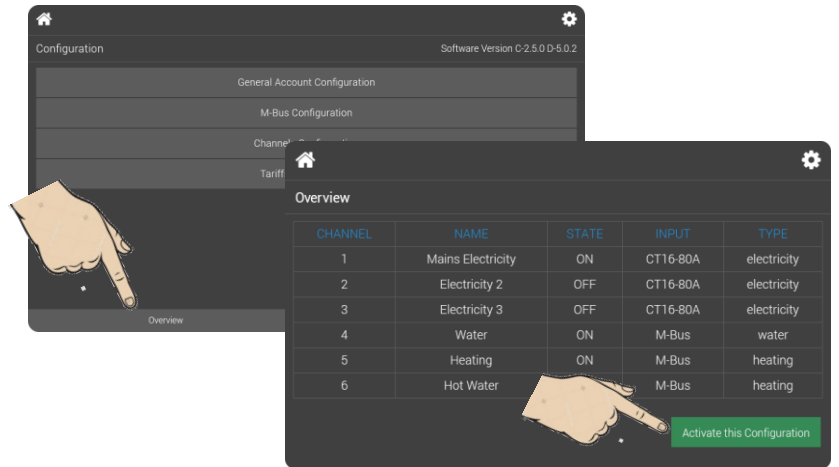 Configuration Software Version C-2.5.0 D-5.0.2
General Account Configuration
M-Bus Configuration
Tariff
Overview
Overview
CHANNEL NAME STATE INPUT TYPE
1 Mains Electricity ON CT16-80A electricity
2 Electricity 2 OFF CT16-80A electricity
3 Electricity 3 OFF CT16-80A electricity
4 Water ON M-Bus water
5 Heating ON M-Bus heating
6 Hot Water M-Bus heating
Activate this Configuration